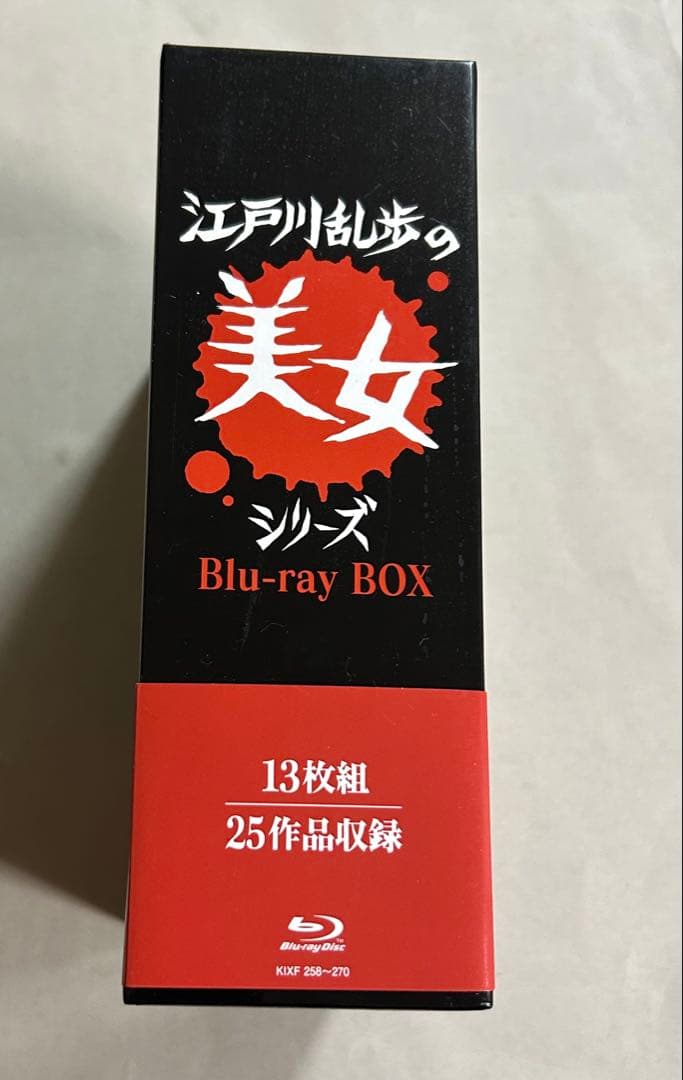 江戸川乱歩の
美女
シリーズ
Blu-ray BOX
13枚組
25作品収録
Blu-ray Disc
TM
KIXF 258〜270